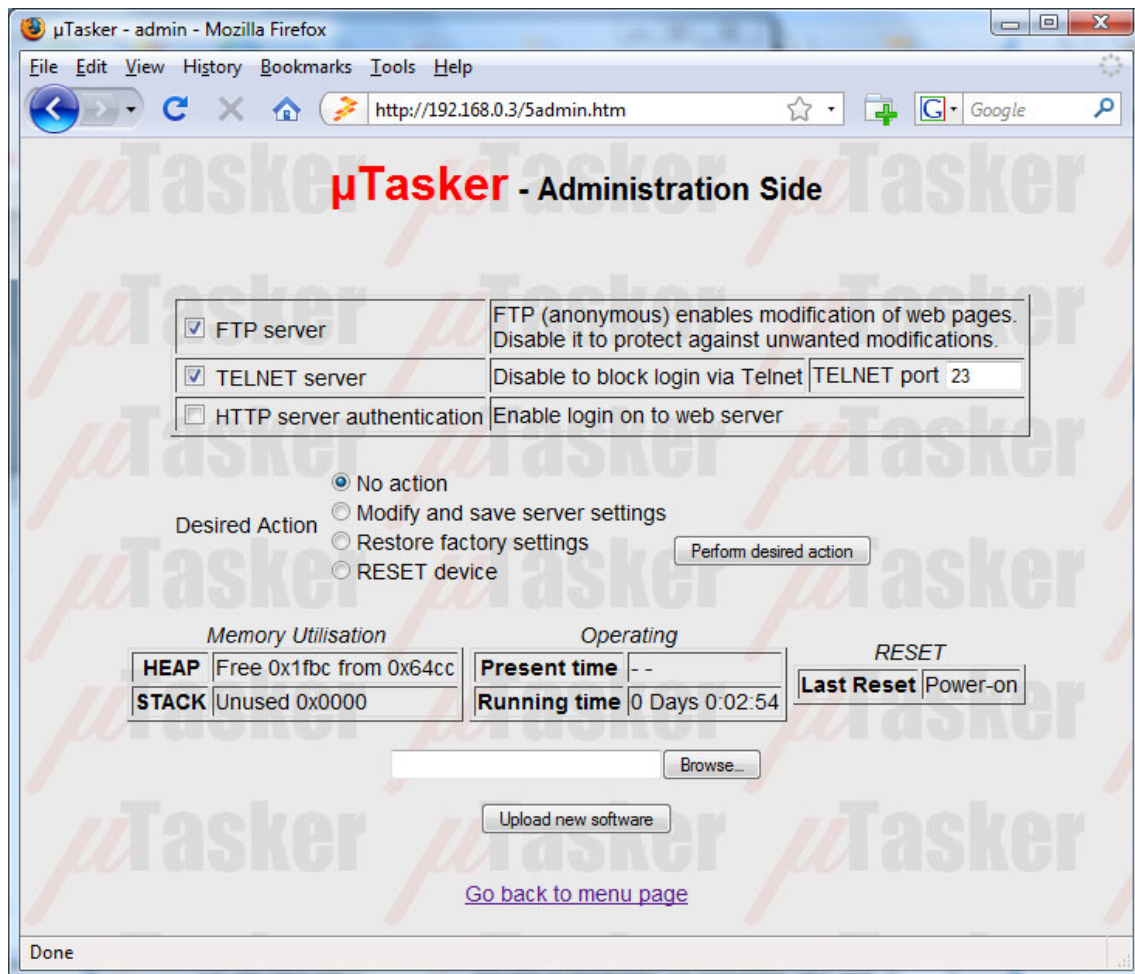 µTasker - admin - Mozilla Firefox
File Edit View History Bookmarks Tools Help
http://192.168.0.3/5admin.htm
G Google
µTasker - Administration Side
FTP server
FTP (anonymous) enables modification of web pages.
Disable it to protect against unwanted modifications.
TELNET server Disable to block login via Telnet TELNET port 23
HTTP server authentication Enable login on to web server
Desired Action
No action
Modify and save server settings
Restore factory settings
RESET device
Perform desired action
Memory Utilisation
HEAP Free 0x1fbc from 0x64cc
STACK Unused 0x0000
Operating
Present time - -
Running time 0 Days 0:02:54
RESET
Last Reset Power-on
Browse...
Upload new software
Go back to menu page
Done